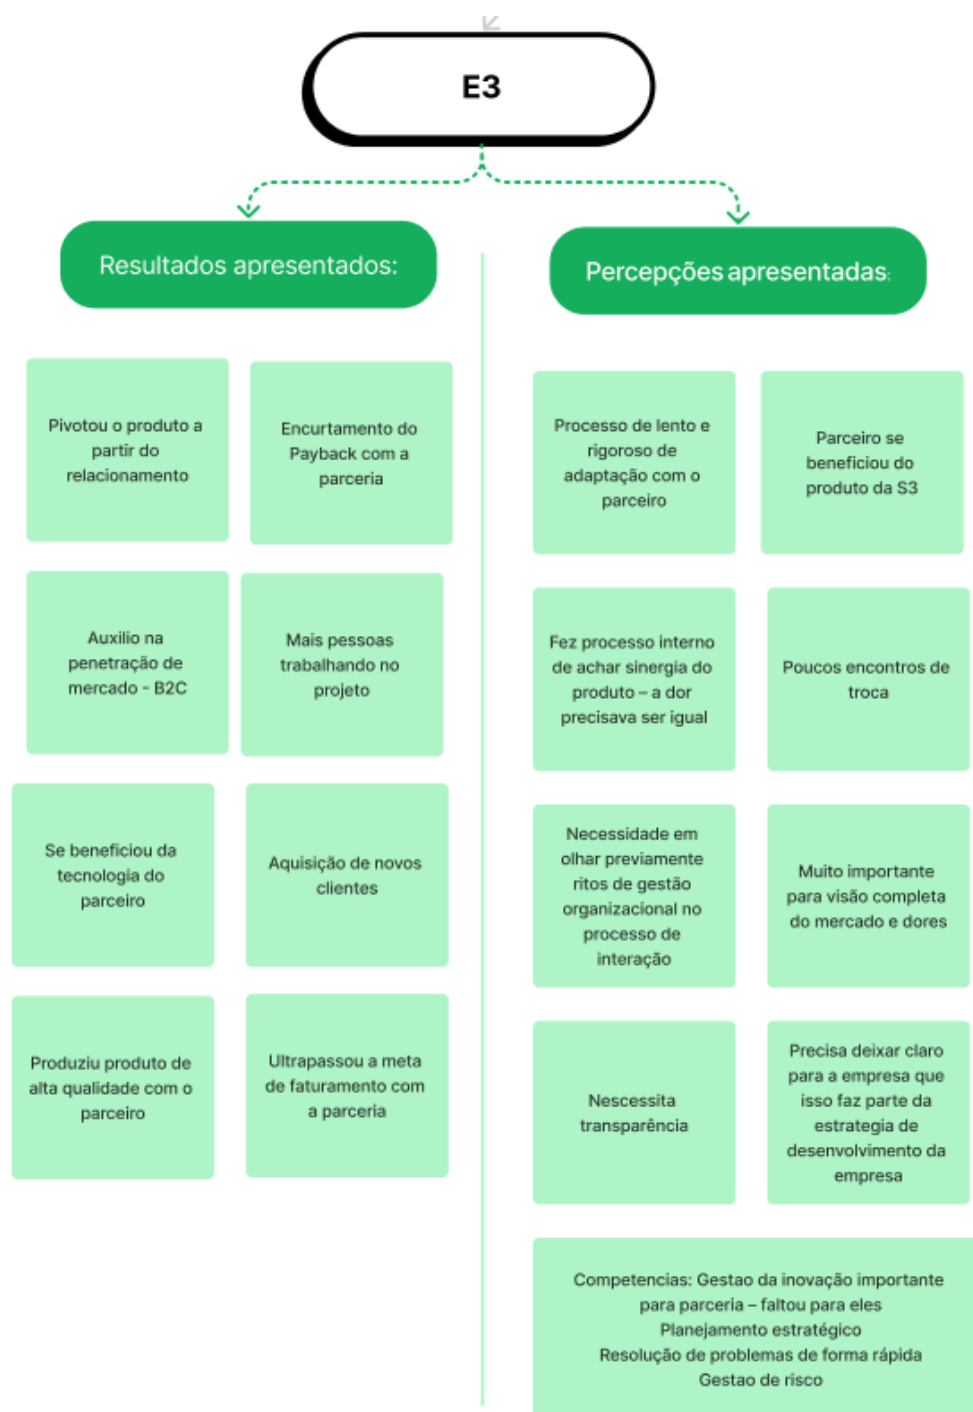 E3
Resultados apresentados:
Pivotou o produto a
partir do
relacionamento
Encurtamento do
Payback com a
parceria
Auxilio na
penetração de
mercado - B2C
Mais pessoas
trabalhando no
projeto
Se beneficiou da
tecnologia do
parceiro
Aquisição de novos
clientes
Produziu produto de
alta qualidade com o
parceiro
Ultrapassou a meta
de faturamento com
a parceria
Percepções apresentadas:
Processo de lento e
rigoroso de
adaptação com o
parceiro
Parceiro se
beneficiou do
produto da S3
Fez processo interno
de achar sinergia do
produto – a dor
precisava ser igual
Poucos encontros de
troca
Necessidade em
olhar previamente
ritos de gestão
organizacional no
processo de
interação
Muito importante
para visão completa
do mercado e dores
Nescessita
transparência
Precisa deixar claro
para a empresa que
isso faz parte da
estrategia de
desenvolvimento da
empresa
Competencias: Gestao da inovação importante
para parceria – faltou para eles
Planejamento estratégico
Resolução de problemas de forma rápida
Gestao de risco